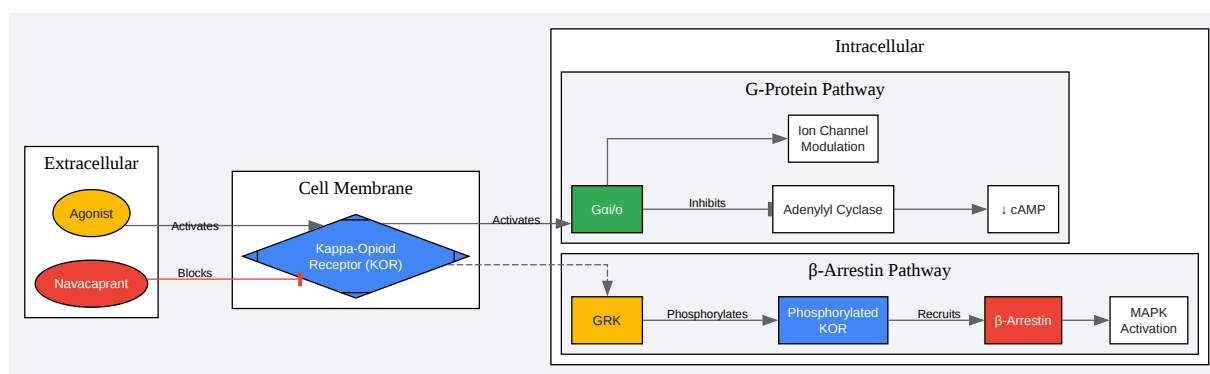 Extracellular
Agonist
Navacaprant
Activates
Blocks
Cell Membrane
Kappa-Opioid
Receptor (KOR)
Activates
Intracellular
G-Protein Pathway
Ion Channel
Modulation
Gαi/o
Inhibits
Adenylyl Cyclase
↓ cAMP
β-Arrestin Pathway
GRK
Phosphorylates
Phosphorylated
KOR
Recruits
β-Arrestin
MAPK
Activation